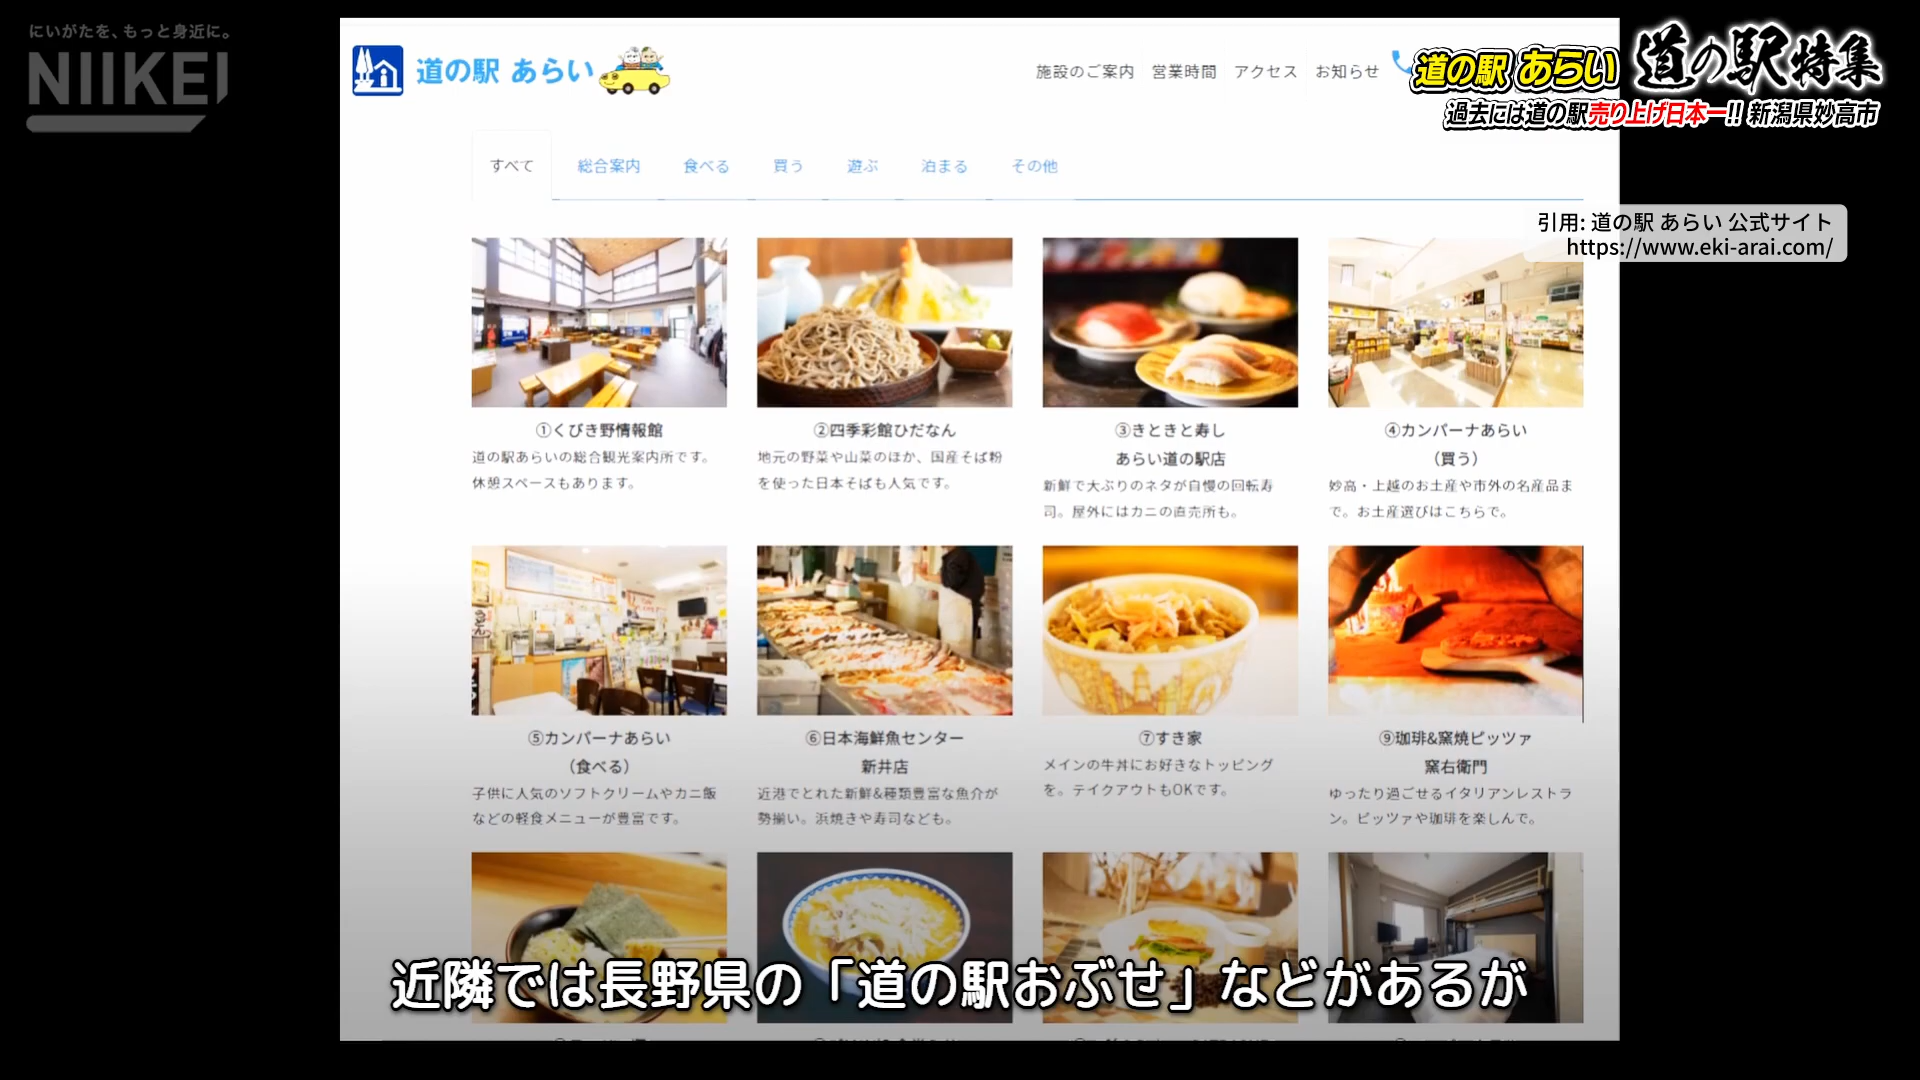 にいがたを、もっと身近に。
NIIKEI
道の駅 あらい
施設のご案内 営業時間 アクセス お知らせ
道の駅 あらい 道の駅特集
過去には道の駅売り上げ日本一!! 新潟県妙高市
すべて 総合案内 食べる 買う 遊ぶ 泊まる その他
引用: 道の駅 あらい 公式サイト
https://www.eki-arai.com/
①くびき野情報館
道の駅あらいの総合観光案内所です。
休憩スペースもあります。
②四季彩館ひだなん
地元の野菜や山菜のほか、国産そば粉
を使った日本そばも人気です。
③きときと寿し
あらい道の駅店
新鮮で大ぶりのネタが自慢の回転寿
司。屋外にはカニの直売所も。
④カンパーナあらい
（買う）
妙高・上越のお土産や市外の名産品ま
で。お土産選びはこちらで。
⑤カンパーナあらい
（食べる）
子供に人気のソフトクリームやカニ飯
などの軽食メニューが豊富です。
⑥日本海鮮魚センター
新井店
近港でとれた新鮮&種類豊富な魚介が
勢揃い。浜焼きや寿司なども。
⑦すき家
メインの牛丼にお好きなトッピング
を。テイクアウトもOKです。
⑨珈琲&窯焼ピッツァ
窯右衛門
ゆったり過ごせるイタリアンレストラ
ン。ピッツァや珈琲を楽しんで。
近隣では長野県の「道の駅おぶせ」などがあるが